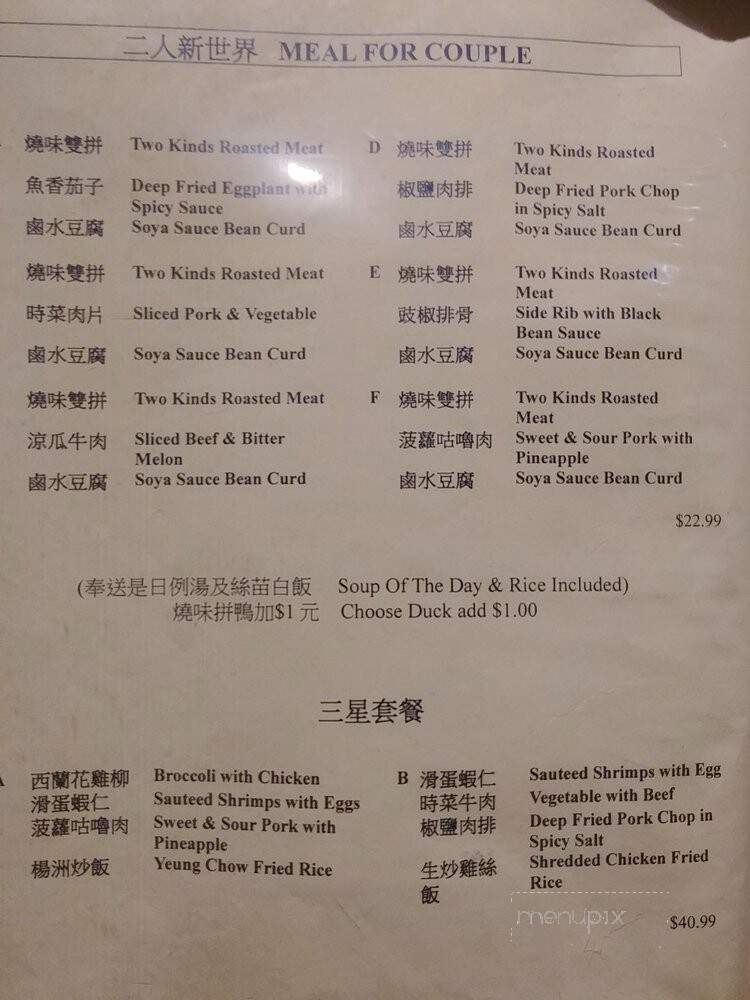 二人新世界 MEAL FOR COUPLE
燒味雙拼 Two Kinds Roasted Meat
魚香茄子 Deep Fried Eggplant with
Spicy Sauce
鹵水豆腐 Soya Sauce Bean Curd
燒味雙拼 Two Kinds Roasted Meat
時菜肉片 Sliced Pork & Vegetable
鹵水豆腐 Soya Sauce Bean Curd
燒味雙拼 Two Kinds Roasted Meat
涼瓜牛肉 Sliced Beef & Bitter
Melon
鹵水豆腐 Soya Sauce Bean Curd
D 燒味雙拼 Two Kinds Roasted
Meat
椒鹽肉排 Deep Fried Pork Chop
in Spicy Salt
鹵水豆腐 Soya Sauce Bean Curd
E 燒味雙拼 Two Kinds Roasted
Meat
豉椒排骨 Side Rib with Black
Bean Sauce
鹵水豆腐 Soya Sauce Bean Curd
F 燒味雙拼 Two Kinds Roasted
Meat
菠蘿咕嚕肉 Sweet & Sour Pork with
Pineapple
鹵水豆腐 Soya Sauce Bean Curd
$22.99
(奉送是日例湯及絲苗白飯 Soup Of The Day & Rice Included)
燒味拼鴨加$1 元 Choose Duck add $1.00
三星套餐
A 西蘭花雞柳 Broccoli with Chicken
滑蛋蝦仁 Sauteed Shrimps with Eggs
菠蘿咕嚕肉 Sweet & Sour Pork with
Pineapple
楊洲炒飯 Yeung Chow Fried Rice
B 滑蛋蝦仁 Sauteed Shrimps with Egg
時菜牛肉 Vegetable with Beef
椒鹽肉排 Deep Fried Pork Chop in
Spicy Salt
生炒雞絲 Shredded Chicken Fried
飯 Rice
menupix
$40.99